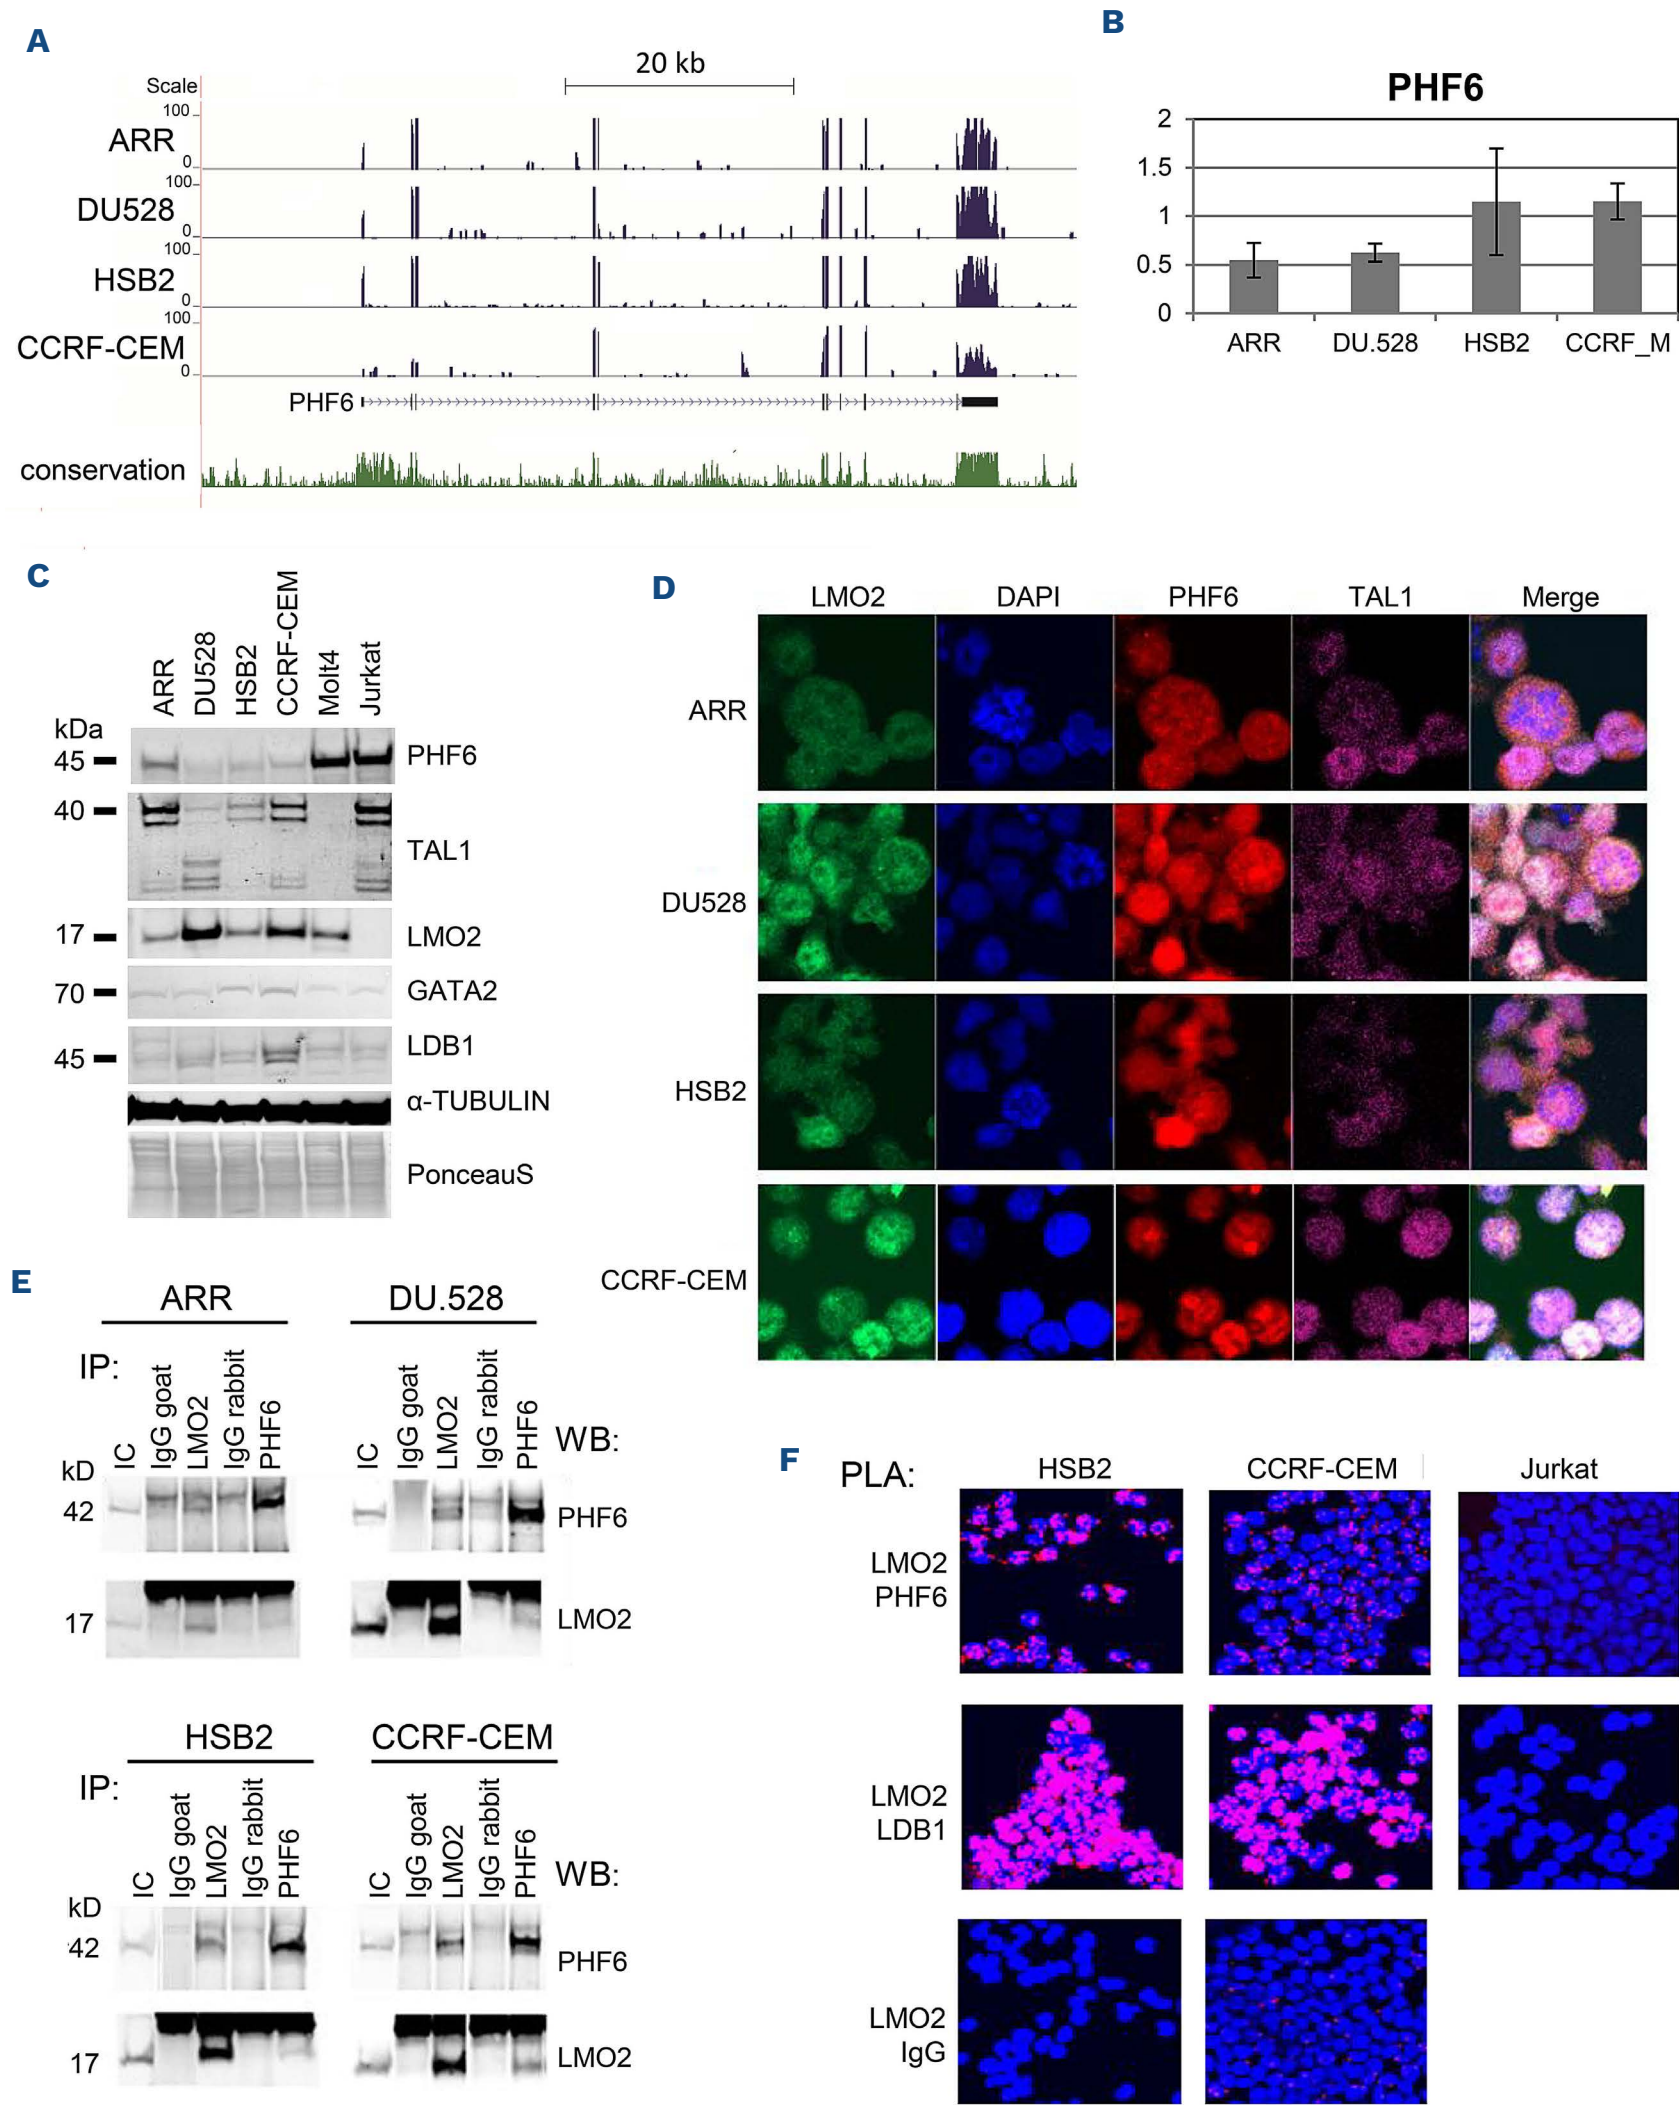 A
20 kb
Scale
100
ARR
0
100
DU528
0
100
HSB2
0
100
CCRF-CEM
0
PHF6
conservation
B
PHF6
2
1.5
1
0.5
0
ARR DU.528 HSB2 CCRF_M
C
ARR DU528 HSB2 CCRF-CEM Molt4 Jurkat
kDa
45 PHF6
40
TAL1
17 LMO2
70 GATA2
45 LDB1
α-TUBULIN
PonceauS
D
LMO2 DAPI PHF6 TAL1 Merge
ARR
DU528
HSB2
CCRF-CEM
E
ARR DU.528
IP:
IC IgG goat LMO2 IgG rabbit PHF6 IC IgG goat LMO2 IgG rabbit PHF6
WB:
kD
42 PHF6
17 LMO2
HSB2 CCRF-CEM
IP:
IC IgG goat LMO2 IgG rabbit PHF6 IC IgG goat LMO2 IgG rabbit PHF6
WB:
kD
42 PHF6
17 LMO2
F
PLA: HSB2 CCRF-CEM Jurkat
LMO2
PHF6
LMO2
LDB1
LMO2
IgG